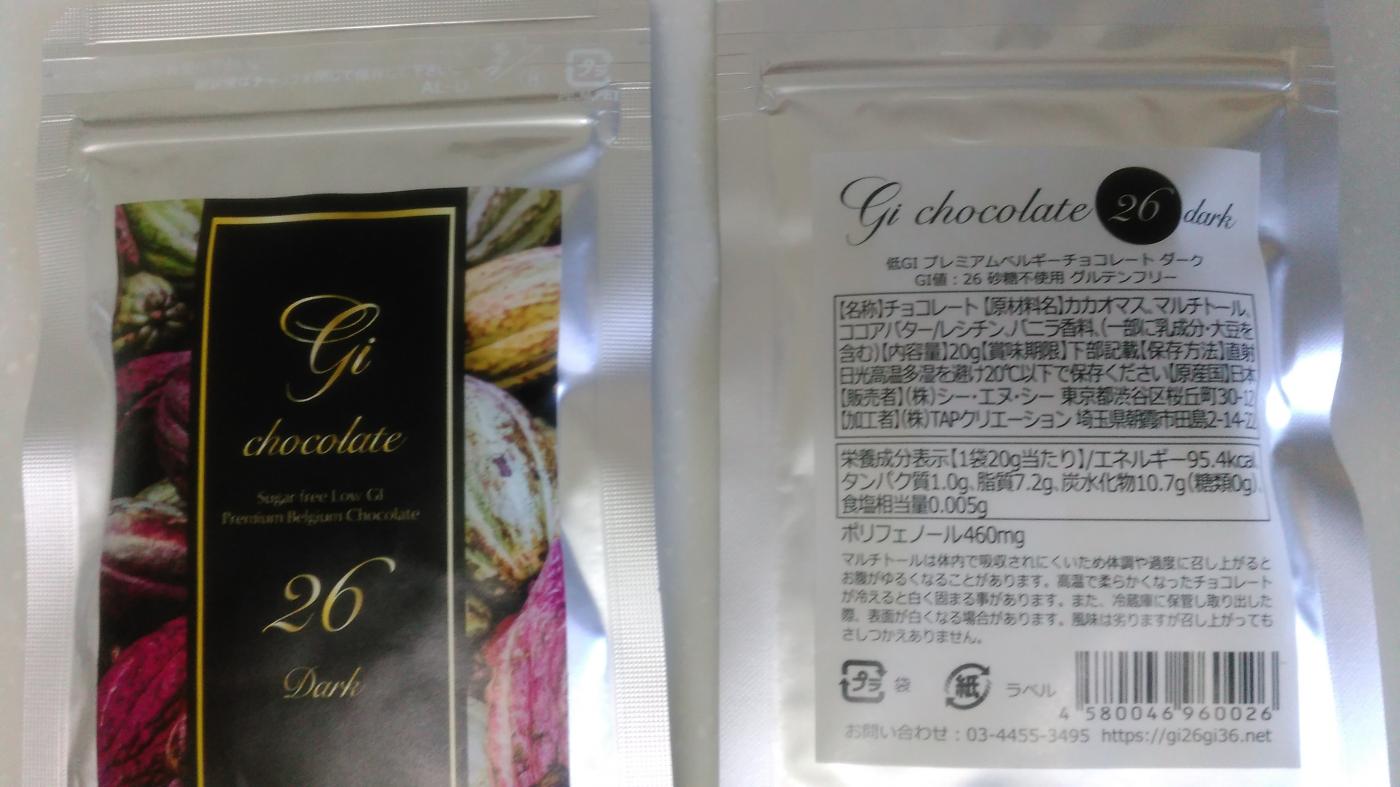 AL-D
(H)
プラ
Gi
chocolate
Sugar free Low GI
Premium Belgium Chocolate
26
Dark
Gi chocolate 26 dark
低GI プレミアムベルギーチョコレート ダーク
GI値：26 砂糖不使用 グルテンフリー
【名称】チョコレート【原材料名】カカオマス、マルチトール、
ココアバター/レシチン、バニラ香料、(一部に乳成分・大豆を
含む)【内容量】20g【賞味期限】下部記載【保存方法】直射
日光高温多湿を避け20℃以下で保存ください【原産国】日本
【販売者】(株)シー・エヌ・シー 東京都渋谷区桜丘町30-12
【加工者】(株)TAPクリエーション 埼玉県朝霞市田島2-14-22
栄養成分表示【1袋20g当たり】/エネルギー95.4kcal、
タンパク質1.0g、脂質7.2g、炭水化物10.7g(糖類0g)、
食塩相当量0.005g
ポリフェノール460mg
マルチトールは体内で吸収されにくいため体調や過度に召し上がると
お腹がゆるくなることがあります。高温で柔らかくなったチョコレート
が冷えると白く固まる事があります。また、冷蔵庫に保管し取り出した
際、表面が白くなる場合があります。風味は劣りますが召し上がっても
さしつかえありません。
プラ 袋 紙 ラベル
4 580046 960026
お問い合わせ：03-4455-3495 https://gi26gi36.net